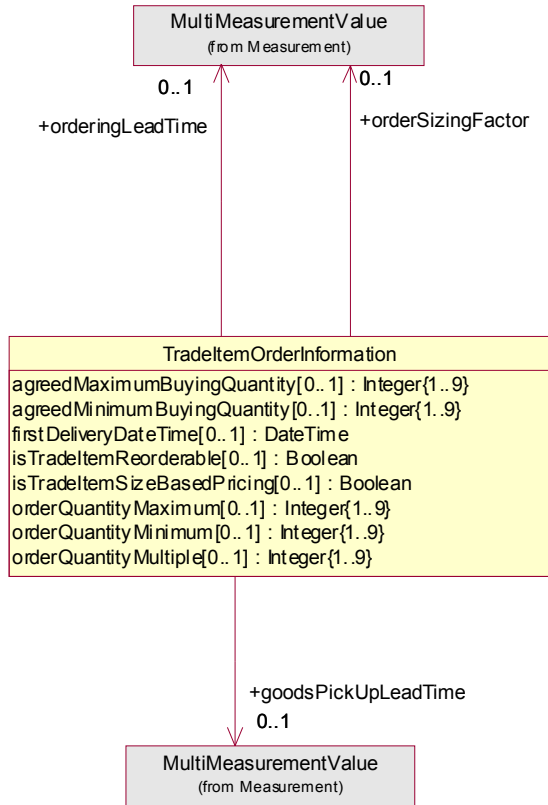 MultiMeasurementValue
(from Measurement)
0..1
0..1
+orderingLeadTime
+orderSizingFactor
TradeItemOrderInformation
agreedMaximumBuyingQuantity[0..1] : Integer{1..9}
agreedMinimumBuyingQuantity[0..1] : Integer{1..9}
firstDeliveryDateTime[0..1] : DateTime
isTradeItemReorderable[0..1] : Boolean
isTradeItemSizeBasedPricing[0..1] : Boolean
orderQuantityMaximum[0..1] : Integer{1..9}
orderQuantityMinimum[0..1] : Integer{1..9}
orderQuantityMultiple[0..1] : Integer{1..9}
+goodsPickUpLeadTime
0..1
MultiMeasurementValue
(from Measurement)